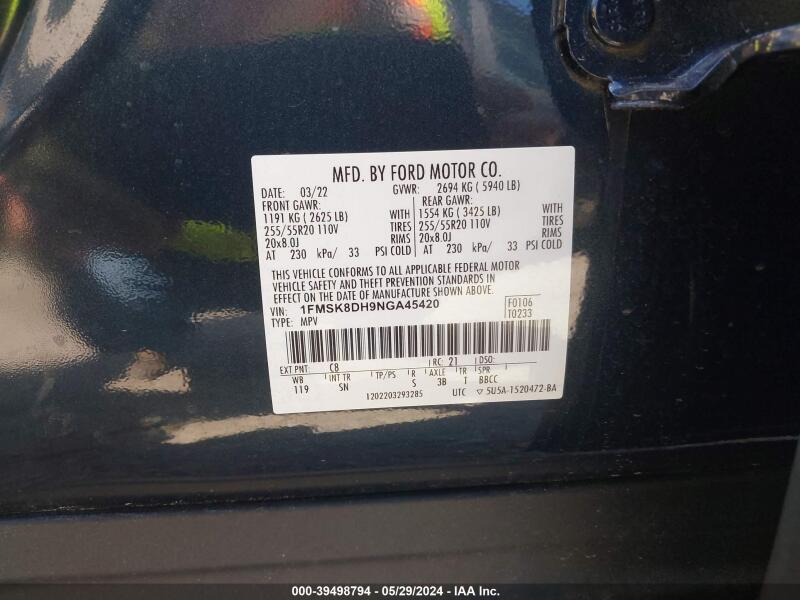 MFD. BY FORD MOTOR CO.
DATE: 03/22 GVWR: 2694 KG ( 5940 LB)
FRONT GAWR: REAR GAWR:
1191 KG ( 2625 LB) WITH 1554 KG ( 3425 LB) WITH
255/55R20 110V TIRES 255/55R20 110V TIRES
20x8.0J RIMS 20x8.0J RIMS
AT 230 kPa/ 33 PSI COLD AT 230 kPa/ 33 PSI COLD
THIS VEHICLE CONFORMS TO ALL APPLICABLE FEDERAL MOTOR
VEHICLE SAFETY AND THEFT PREVENTION STANDARDS IN
EFFECT ON THE DATE OF MANUFACTURE SHOWN ABOVE.
VIN: 1FMSK8DH9NGA45420 F0106
TYPE: MPV T0233
EXT PNT: C8 RC: 21 DSO:
WB INT TR TP/PS R AXLE TR SPR
119 SN S 3B T BBCC
1202203293285 UTC ▽ 5U5A-1520472-BA
000-39498794 - 05/29/2024 - IAA Inc.